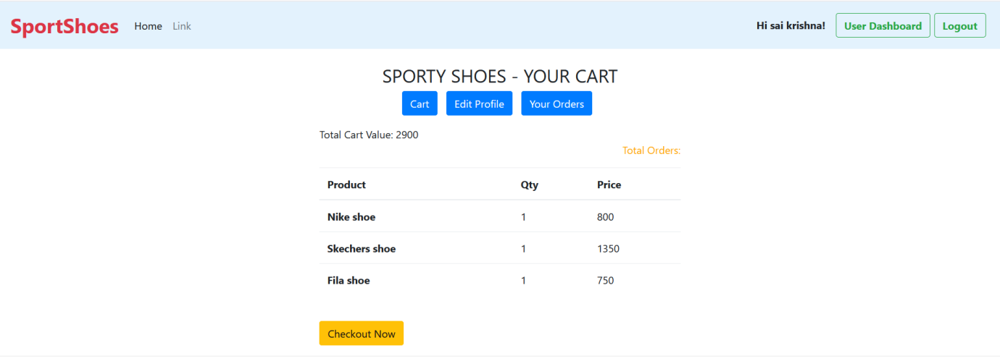 SportShoes Home Link Hi sai krishna! User Dashboard Logout
SPORTY SHOES - YOUR CART
Cart Edit Profile Your Orders
Total Cart Value: 2900
Total Orders:
Product Qty Price
Nike shoe 1 800
Skechers shoe 1 1350
Fila shoe 1 750
Checkout Now